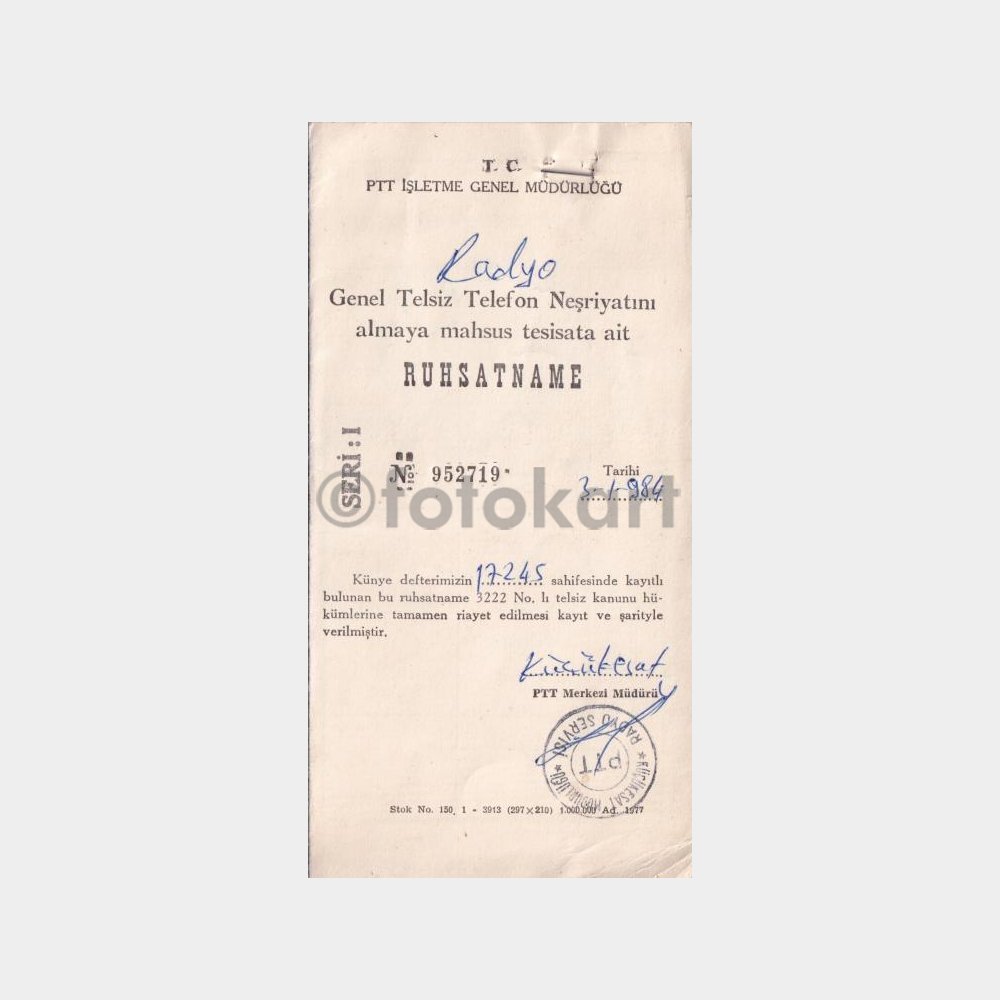 T. C.
PTT İŞLETME GENEL MÜDÜRLÜĞÜ
Radyo
Genel Telsiz Telefon Neşriyatını
almaya mahsus tesisata ait
RUHSATNAME
SERİ : I
No. 952719
Tarihi
3-1-984
©fotokart
Künye defterimizin 17245 sahifesinde kayıtlı
bulunan bu ruhsatname 3222 No. lı telsiz kanunu hü-
kümlerine tamamen riayet edilmesi kayıt ve şartiyle
verilmiştir.
Küçükesat
PTT Merkezi Müdürü
RADYO SERVİSİ
PTT
* KÜÇÜKESAT MÜDÜRLÜĞÜ *
Stok No. 150, 1 - 3913 (297×210) 1.000.000 Ad. 1977